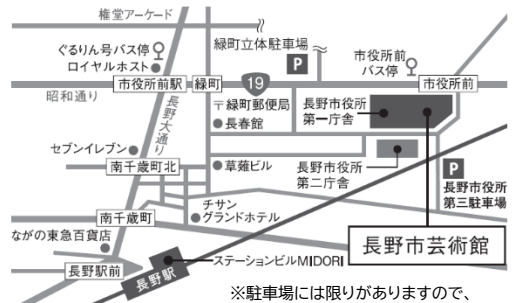 権堂アーケード
ぐるりん号バス停
ロイヤルホスト
緑町立体駐車場
P
市役所前
バス停
市役所前駅
緑町
19
市役所前
昭和通り
長野大通り
〒緑町郵便局
長春館
長野市役所
第一庁舎
セブンイレブン
南千歳町北
草薙ビル
長野市役所
第二庁舎
P
長野市役所
第三駐車場
南千歳町
チサン
グランドホテル
ながの東急百貨店
長野駅前
長野駅
ステーションビルMIDORI
長野市芸術館
※駐車場には限りがありますので、